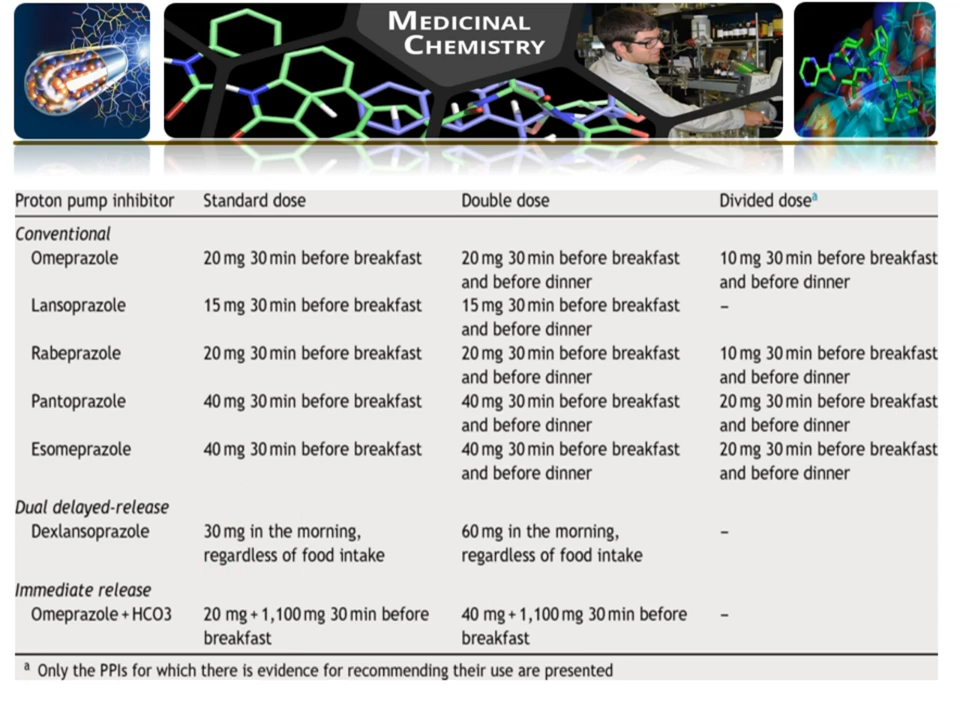 MEDICINAL
CHEMISTRY
Proton pump inhibitor Standard dose Double dose Divided doseᵃ
Conventional
Omeprazole 20 mg 30 min before breakfast 20 mg 30 min before breakfast 10 mg 30 min before breakfast
and before dinner and before dinner
Lansoprazole 15 mg 30 min before breakfast 15 mg 30 min before breakfast –
and before dinner
Rabeprazole 20 mg 30 min before breakfast 20 mg 30 min before breakfast 10 mg 30 min before breakfast
and before dinner and before dinner
Pantoprazole 40 mg 30 min before breakfast 40 mg 30 min before breakfast 20 mg 30 min before breakfast
and before dinner and before dinner
Esomeprazole 40 mg 30 min before breakfast 40 mg 30 min before breakfast 20 mg 30 min before breakfast
and before dinner and before dinner
Dual delayed-release
Dexlansoprazole 30 mg in the morning, 60 mg in the morning, –
regardless of food intake regardless of food intake
Immediate release
Omeprazole + HCO3 20 mg + 1,100 mg 30 min before 40 mg + 1,100 mg 30 min before –
breakfast breakfast
ᵃ Only the PPIs for which there is evidence for recommending their use are presented